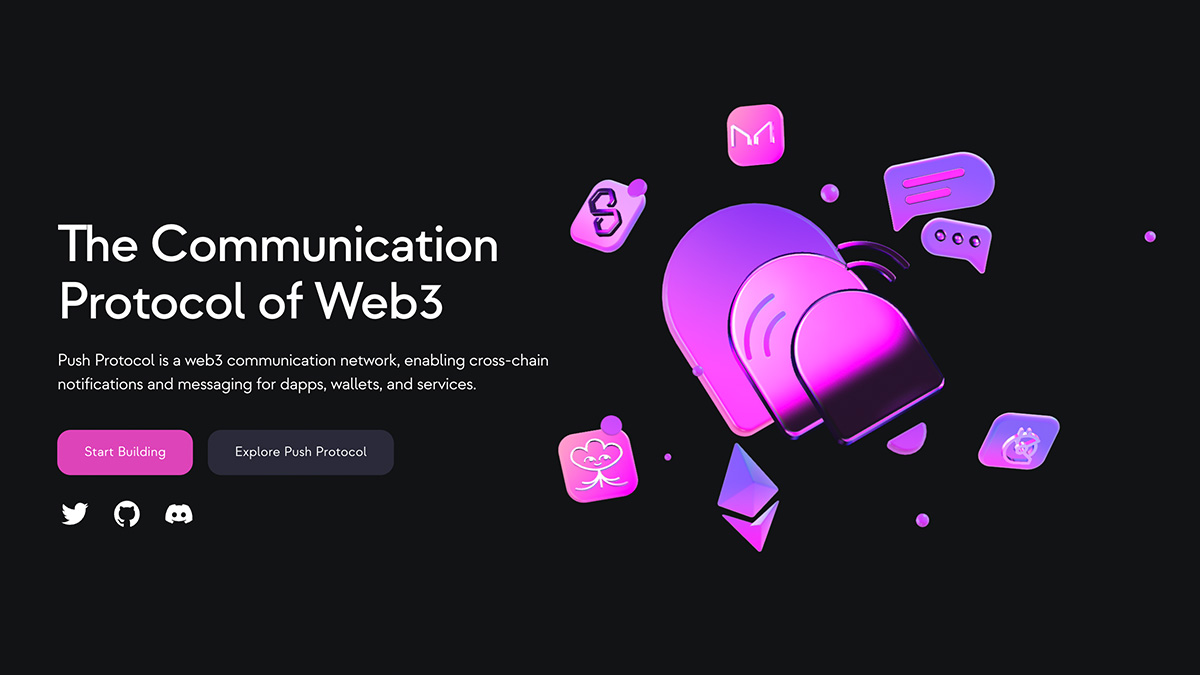 The Communication
Protocol of Web3
Push Protocol is a web3 communication network, enabling cross-chain
notifications and messaging for dapps, wallets, and services.
Start Building
Explore Push Protocol